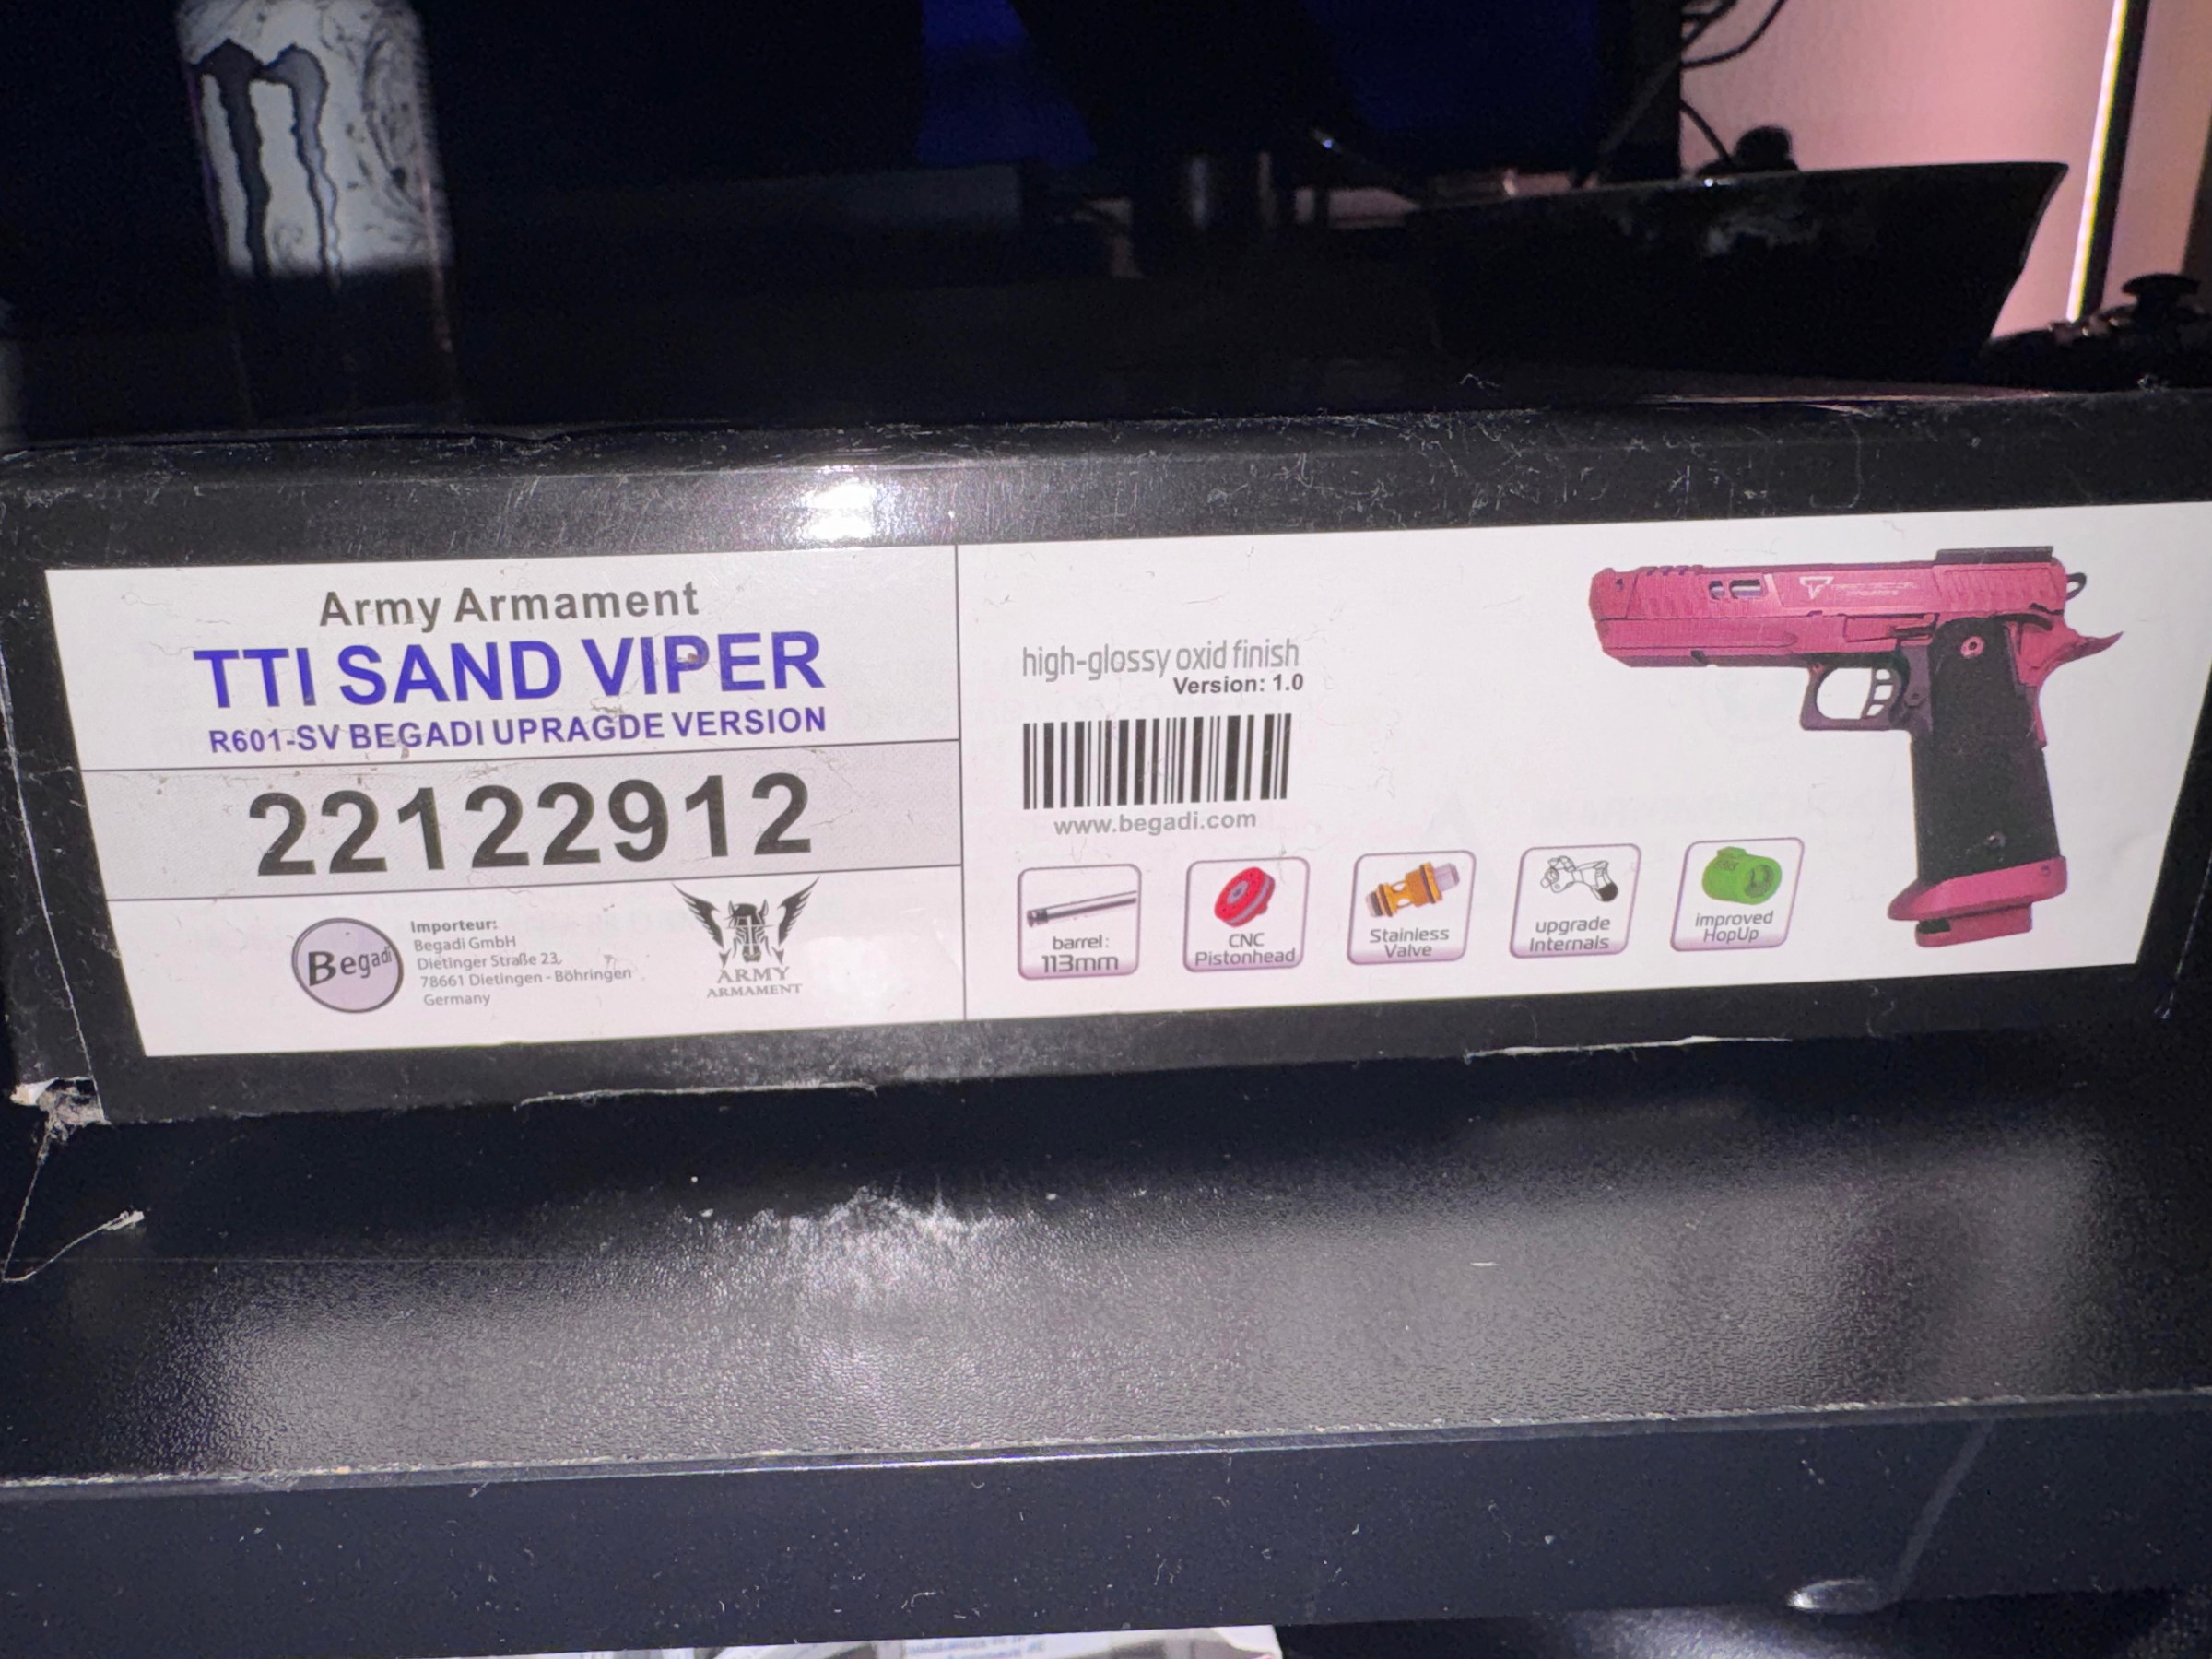 Army Armament
TTI SAND VIPER
R601-SV BEGADI UPRAGDE VERSION
22122912
Begadi
Importeur:
Begadi GmbH
Dietinger Straße 23,
78661 Dietingen - Böhringen
Germany
ARMY
ARMAMENT
high-glossy oxid finish
Version: 1.0
www.begadi.com
barrel:
113mm
CNC
Pistonhead
Stainless
Valve
upgrade
Internals
improved
HopUp